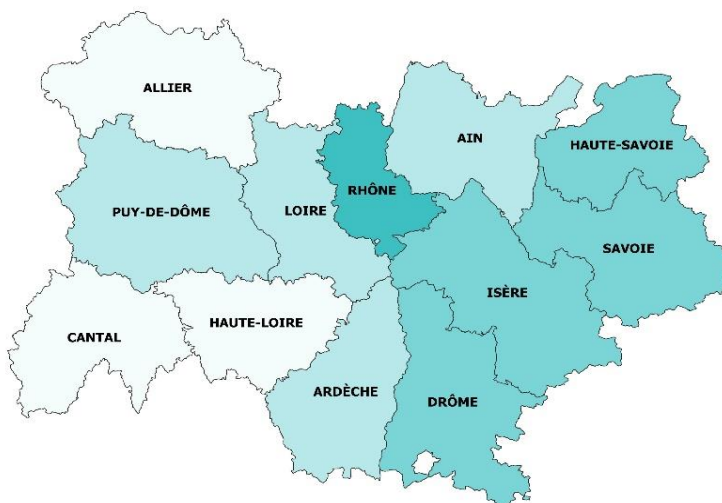 ALLIER
AIN
HAUTE-SAVOIE
RHÔNE
PUY-DE-DÔME
LOIRE
SAVOIE
ISÈRE
HAUTE-LOIRE
CANTAL
ARDÈCHE
DRÔME